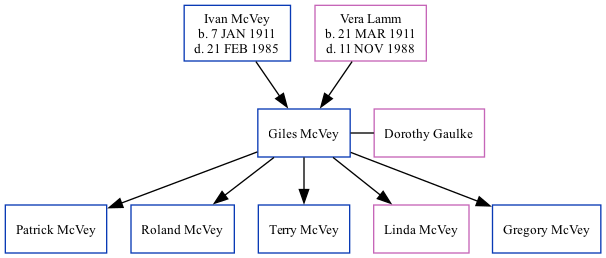 Ivan McVey
b. 7 JAN 1911
d. 21 FEB 1985
Vera Lamm
b. 21 MAR 1911
d. 11 NOV 1988
Giles McVey
Dorothy Gaulke
Patrick McVey
Roland McVey
Terry McVey
Linda McVey
Gregory McVey